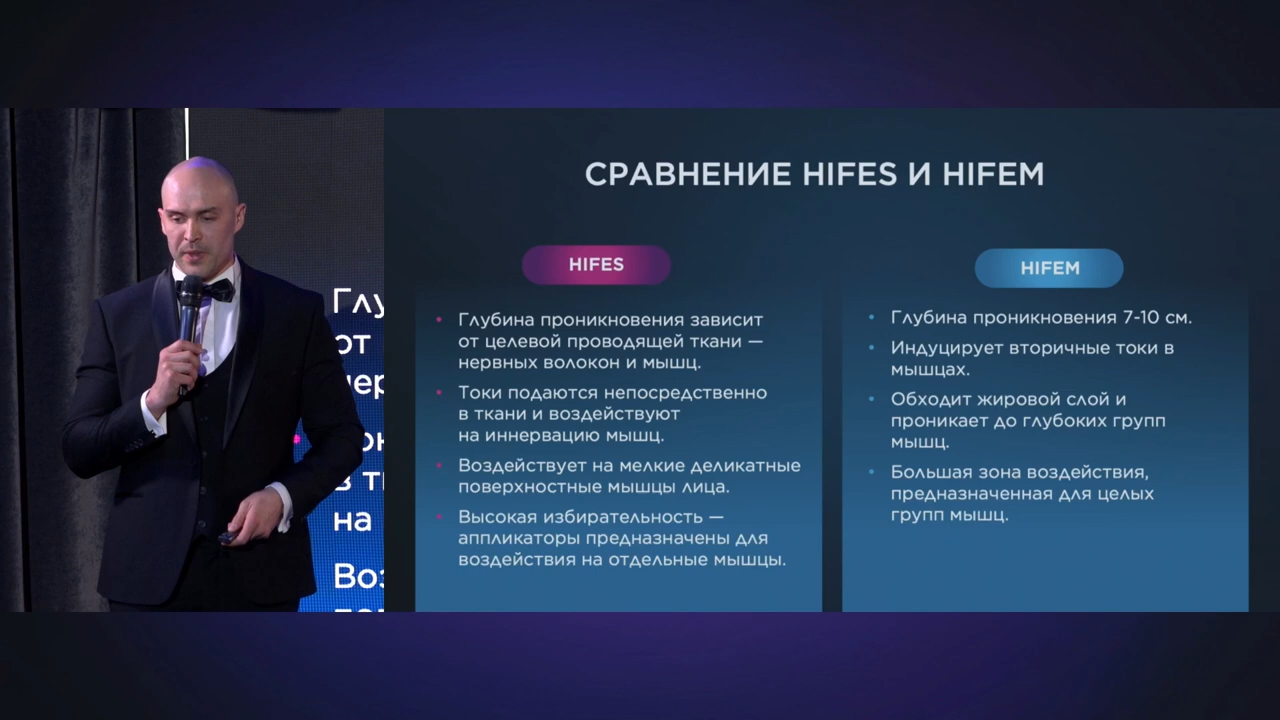 СРАВНЕНИЕ HIFES И HIFEM
HIFES
Глубина проникновения зависит
от целевой проводящей ткани —
нервных волокон и мышц.
Токи подаются непосредственно
в ткани и воздействуют
на иннервацию мышц.
Воздействует на мелкие деликатные
поверхностные мышцы лица.
Высокая избирательность —
аппликаторы предназначены для
воздействия на отдельные мышцы.
HIFEM
Глубина проникновения 7-10 см.
Индуцирует вторичные токи в
мышцах.
Обходит жировой слой и
проникает до глубоких групп
мышц.
Большая зона воздействия,
предназначенная для целых
групп мышц.
от
на